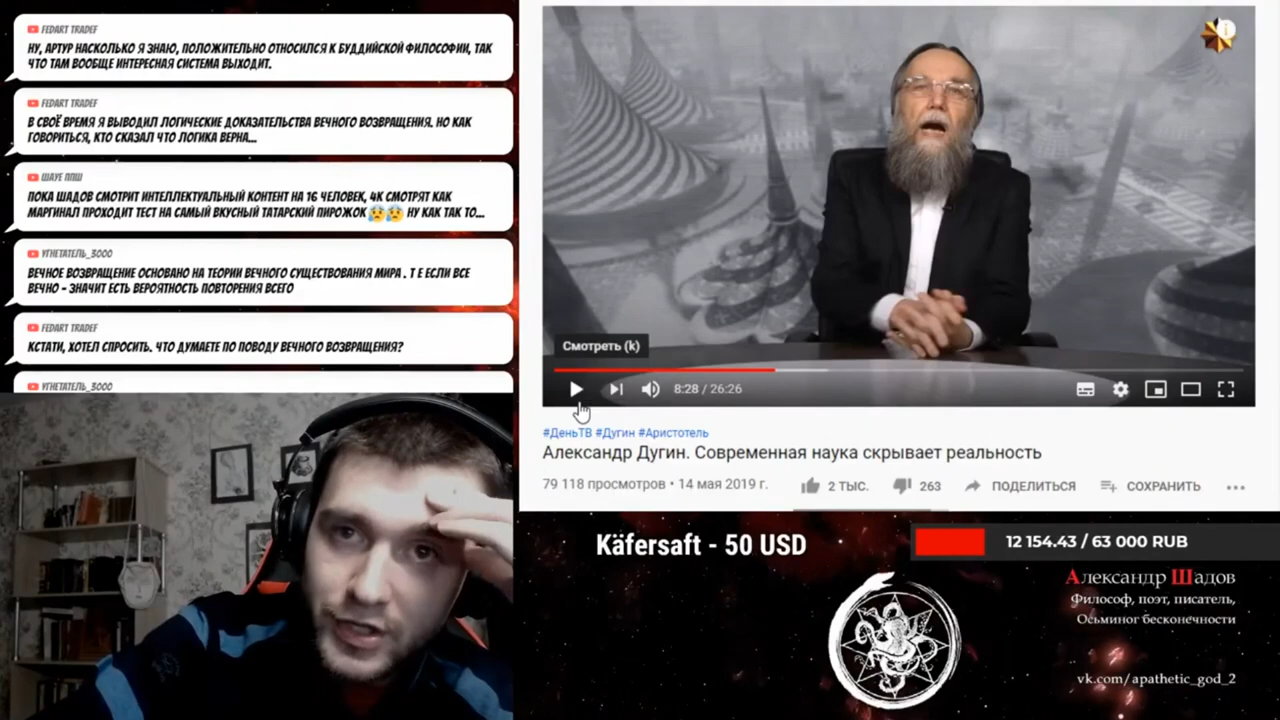 FEDART TRADEF
НУ, АРТУР НАСКОЛЬКО Я ЗНАЮ, ПОЛОЖИТЕЛЬНО ОТНОСИЛСЯ К БУДДИЙСКОЙ ФИЛОСОФИИ, ТАК
ЧТО ТАМ ВООБЩЕ ИНТЕРЕСНАЯ СИСТЕМА ВЫХОДИТ.
FEDART TRADEF
В СВОЁ ВРЕМЯ Я ВЫВОДИЛ ЛОГИЧЕСКИЕ ДОКАЗАТЕЛЬСТВА ВЕЧНОГО ВОЗВРАЩЕНИЯ. НО КАК
ГОВОРИТЬСЯ, КТО СКАЗАЛ ЧТО ЛОГИКА ВЕРНА...
ШАУЕ ППШ
ПОКА ШАДОВ СМОТРИТ ИНТЕЛЛЕКТУАЛЬНЫЙ КОНТЕНТ НА 16 ЧЕЛОВЕК, 4К СМОТРЯТ КАК
МАРГИНАЛ ПРОХОДИТ ТЕСТ НА САМЫЙ ВКУСНЫЙ ТАТАРСКИЙ ПИРОЖОК😰😰 НУ КАК ТАК ТО...
УГНЕТАТЕЛЬ_3000
ВЕЧНОЕ ВОЗВРАЩЕНИЕ ОСНОВАНО НА ТЕОРИИ ВЕЧНОГО СУЩЕСТВОВАНИЯ МИРА . Т Е ЕСЛИ ВСЕ
ВЕЧНО - ЗНАЧИТ ЕСТЬ ВЕРОЯТНОСТЬ ПОВТОРЕНИЯ ВСЕГО
FEDART TRADEF
КСТАТИ, ХОТЕЛ СПРОСИТЬ. ЧТО ДУМАЕТЕ ПО ПОВОДУ ВЕЧНОГО ВОЗВРАЩЕНИЯ?
УГНЕТАТЕЛЬ_3000
Смотреть (k)
8:28 / 26:26
#ДеньТВ #Дугин #Аристотель
Александр Дугин. Современная наука скрывает реальность
79 118 просмотров • 14 мая 2019 г.
2 ТЫС.
263
ПОДЕЛИТЬСЯ
СОХРАНИТЬ
Käfersaft - 50 USD
12 154.43 / 63 000 RUB
Александр Шадов
Философ, поэт, писатель,
Осьминог бесконечности
vk.com/apathetic_god_2